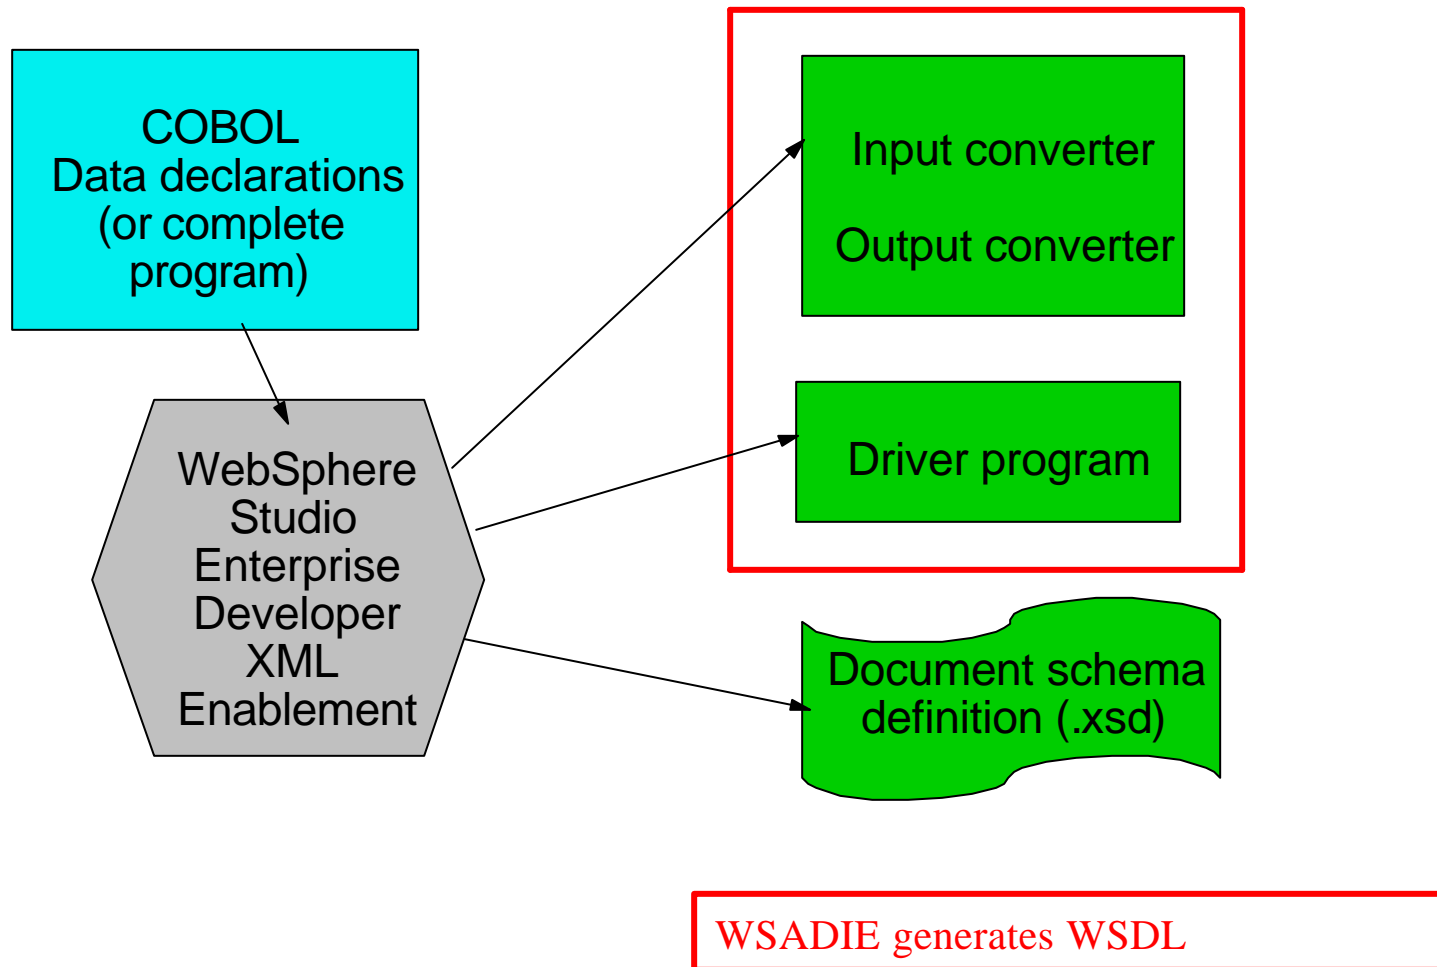 COBOL
Data declarations
(or complete
program)
Input converter
Output converter
WebSphere
Studio
Enterprise
Developer
XML
Enablement
Driver program
Document schema
definition (.xsd)
WSADIE generates WSDL